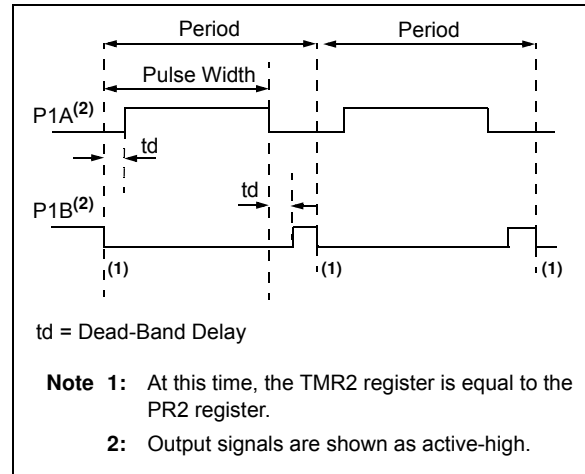 Period Period
Pulse Width
P1A(2)
td
td
P1B(2)
(1) (1) (1)
td = Dead-Band Delay
Note 1: At this time, the TMR2 register is equal to the
PR2 register.
2: Output signals are shown as active-high.